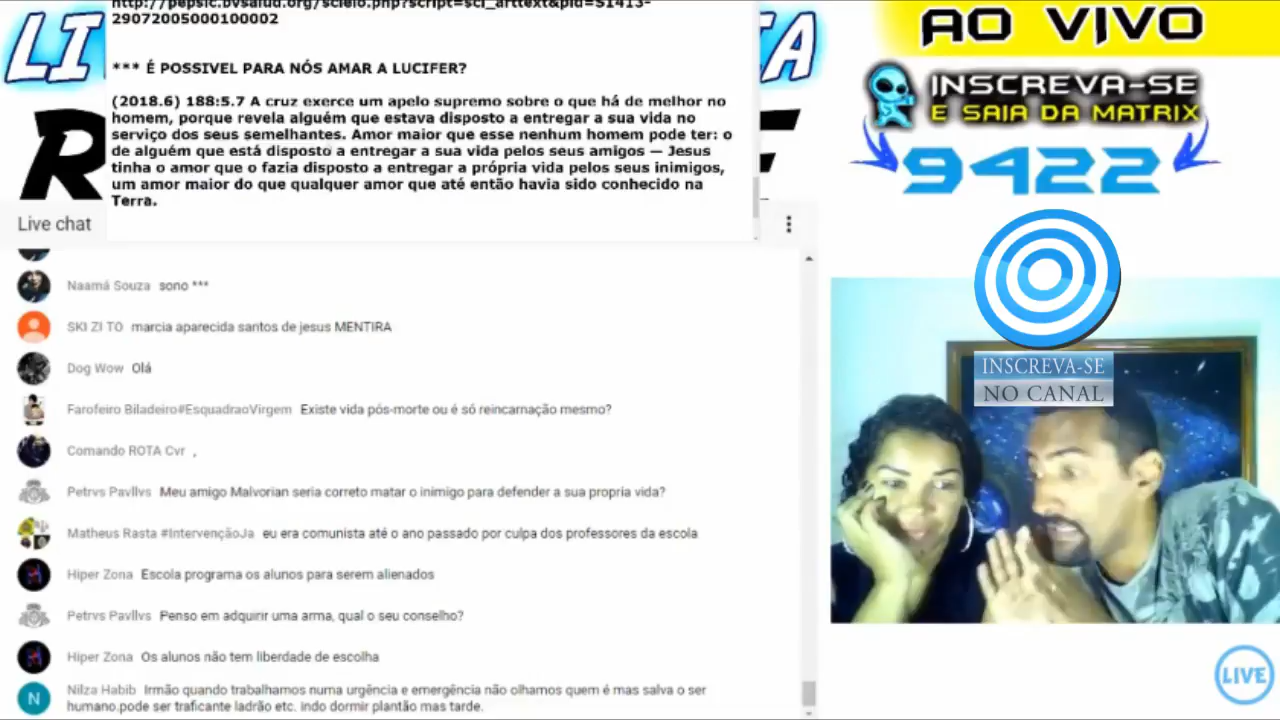 http://pepsic.bvsalud.org/scielo.php?script=sci_arttext&pid=S1413-
29072005000100002
*** É POSSIVEL PARA NÓS AMAR A LUCIFER?
(2018.6) 188:5.7 A cruz exerce um apelo supremo sobre o que há de melhor no
homem, porque revela alguém que estava disposto a entregar a sua vida no
serviço dos seus semelhantes. Amor maior que esse nenhum homem pode ter: o
de alguém que está disposto a entregar a sua vida pelos seus amigos — Jesus
tinha o amor que o fazia disposto a entregar a própria vida pelos seus inimigos,
um amor maior do que qualquer amor que até então havia sido conhecido na
Terra.
Live chat
Naamá Souza sono ***
SKI ZI TO marcia aparecida santos de jesus MENTIRA
Dog Wow Olá
Farofeiro Biladeiro#EsquadraoVirgem Existe vida pós-morte ou é só reincarnação mesmo?
Comando ROTA Cvr ,
Petrvs Pavllvs Meu amigo Malvorian seria correto matar o inimigo para defender a sua propria vida?
Matheus Rasta #IntervençãoJa eu era comunista até o ano passado por culpa dos professores da escola
Hiper Zona Escola programa os alunos para serem alienados
Petrvs Pavllvs Penso em adquirir uma arma, qual o seu conselho?
Hiper Zona Os alunos não tem liberdade de escolha
Nilza Habib Irmão quando trabalhamos numa urgência e emergência não olhamos quem é mas salva o ser
humano.pode ser traficante ladrão etc. indo dormir plantão mas tarde.
N
AO VIVO
INSCREVA-SE
E SAIA DA MATRIX
9422
INSCREVA-SE
NO CANAL
LIVE